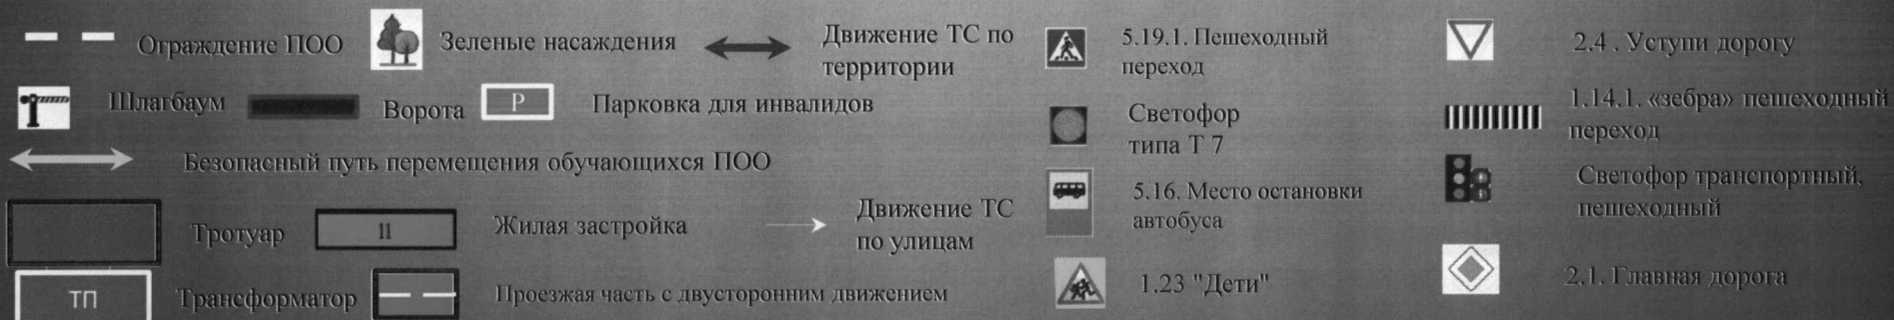 Ограждение ПОО
Зеленые насаждения
Движение ТС по
территории
Шлагбаум
Ворота
P
Парковка для инвалидов
Безопасный путь перемещения обучающихся ПОО
Тротуар
11
Жилая застройка
Движение ТС
по улицам
ТП
Трансформатор
Проезжая часть с двусторонним движением
5.19.1. Пешеходный
переход
Светофор
типа Т 7
5.16. Место остановки
автобуса
1.23 "Дети"
2.4 . Уступи дорогу
1.14.1. «зебра» пешеходный
переход
Светофор транспортный,
пешеходный
2.1. Главная дорога